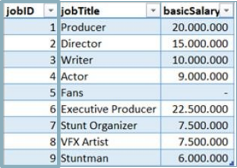 jobID jobTitle basicSalary
1 Producer 20.000.000
2 Director 15.000.000
3 Writer 10.000.000
4 Actor 9.000.000
5 Fans -
6 Executive Producer 22.500.000
7 Stunt Organizer 7.500.000
8 VFX Artist 7.500.000
9 Stuntman 6.000.000